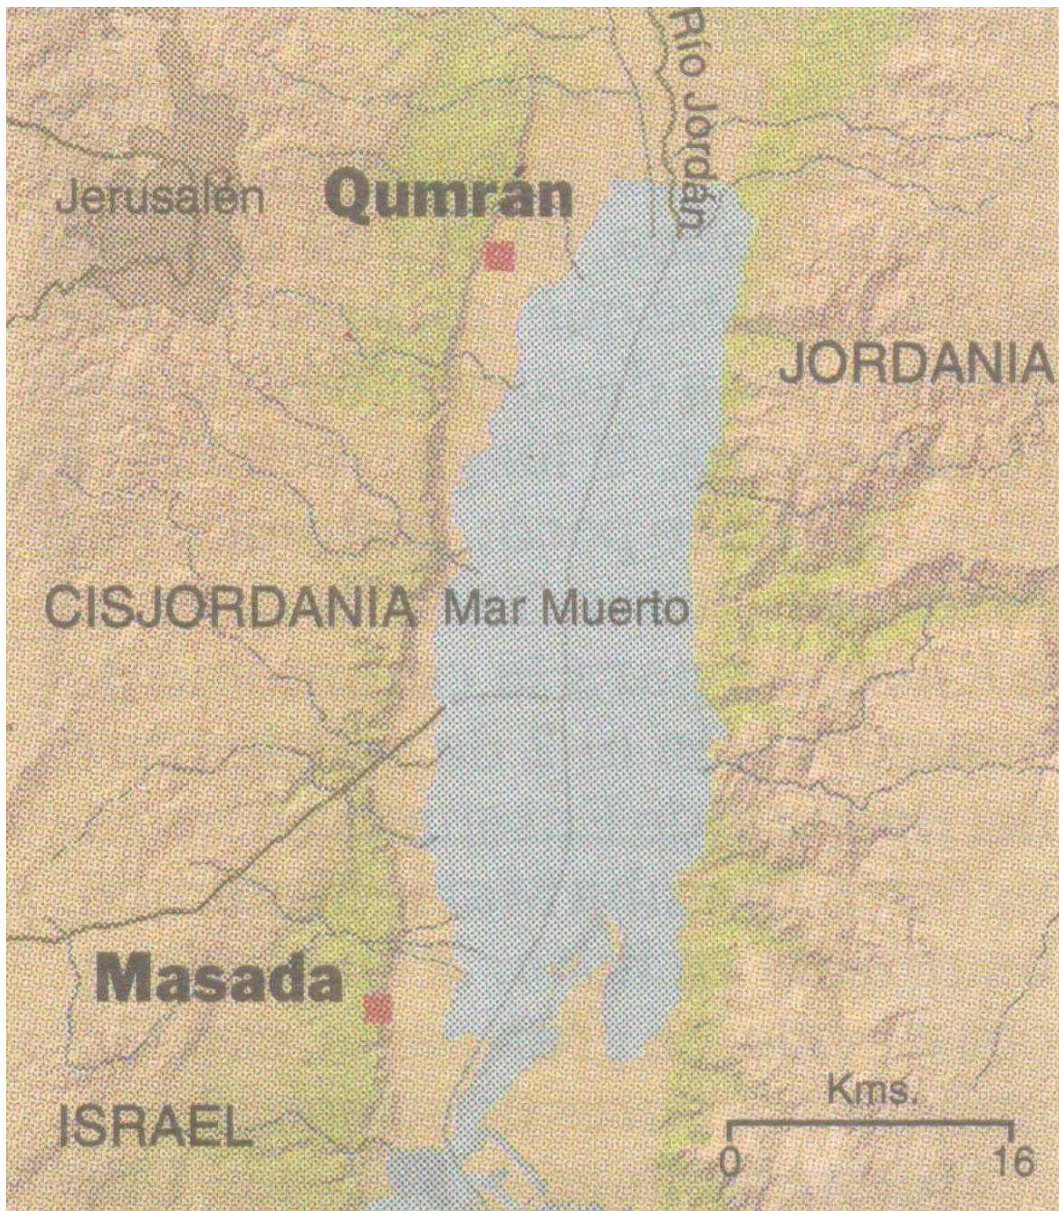 Río Jordán
Jerusalén
Qumrán
JORDANIA
CISJORDANIA
Mar Muerto
Masada
ISRAEL
Kms.
0 16